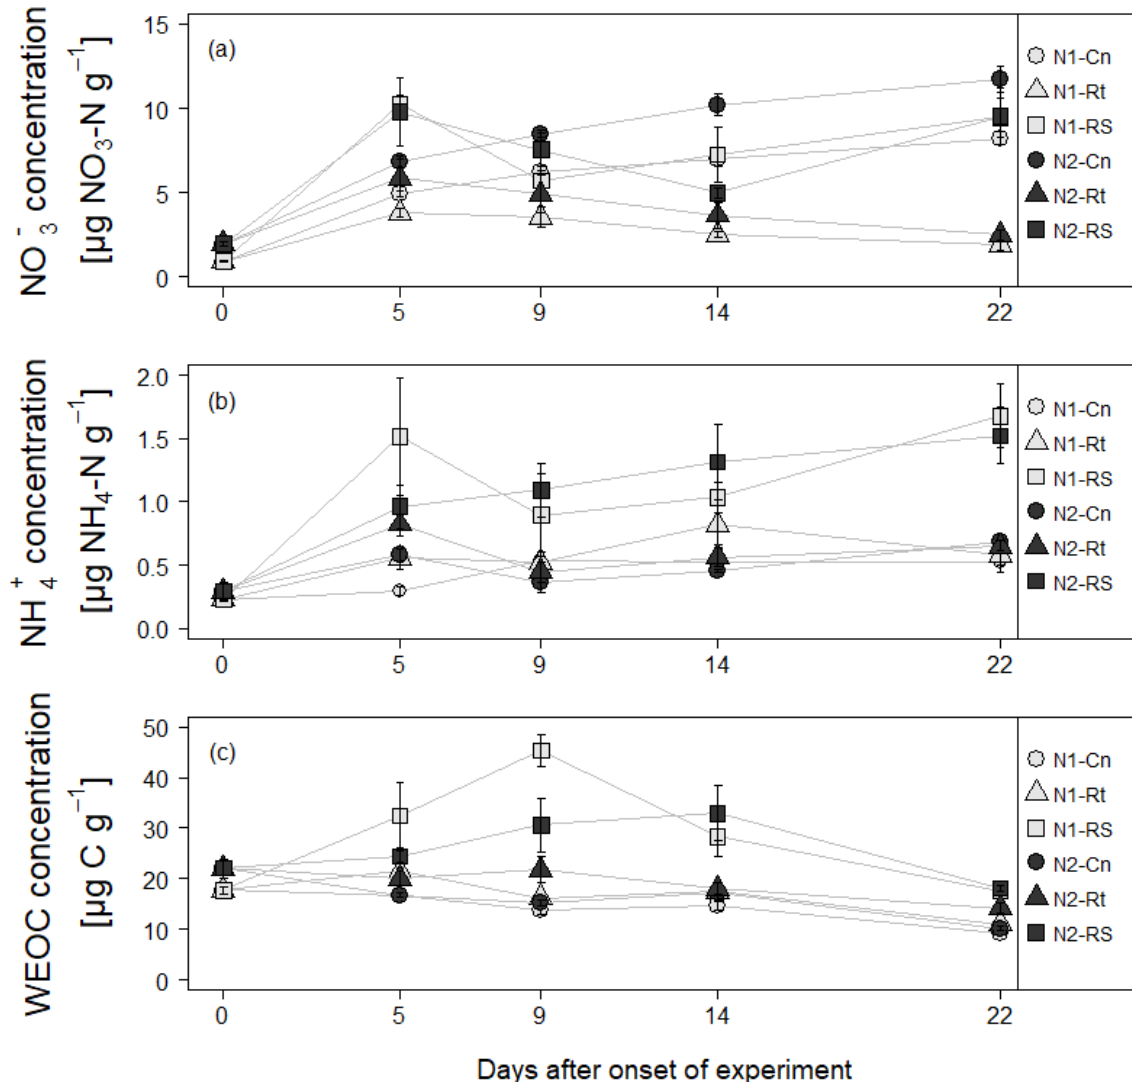 NO₃⁻ concentration
[µg NO₃-N g⁻¹]
15
10
5
0
(a)
0 5 9 14 22
N1-Cn
N1-Rt
N1-RS
N2-Cn
N2-Rt
N2-RS
NH₄⁺ concentration
[µg NH₄-N g⁻¹]
2.0
1.5
1.0
0.5
0.0
(b)
0 5 9 14 22
N1-Cn
N1-Rt
N1-RS
N2-Cn
N2-Rt
N2-RS
WEOC concentration
[µg C g⁻¹]
50
40
30
20
10
0
(c)
0 5 9 14 22
N1-Cn
N1-Rt
N1-RS
N2-Cn
N2-Rt
N2-RS
Days after onset of experiment